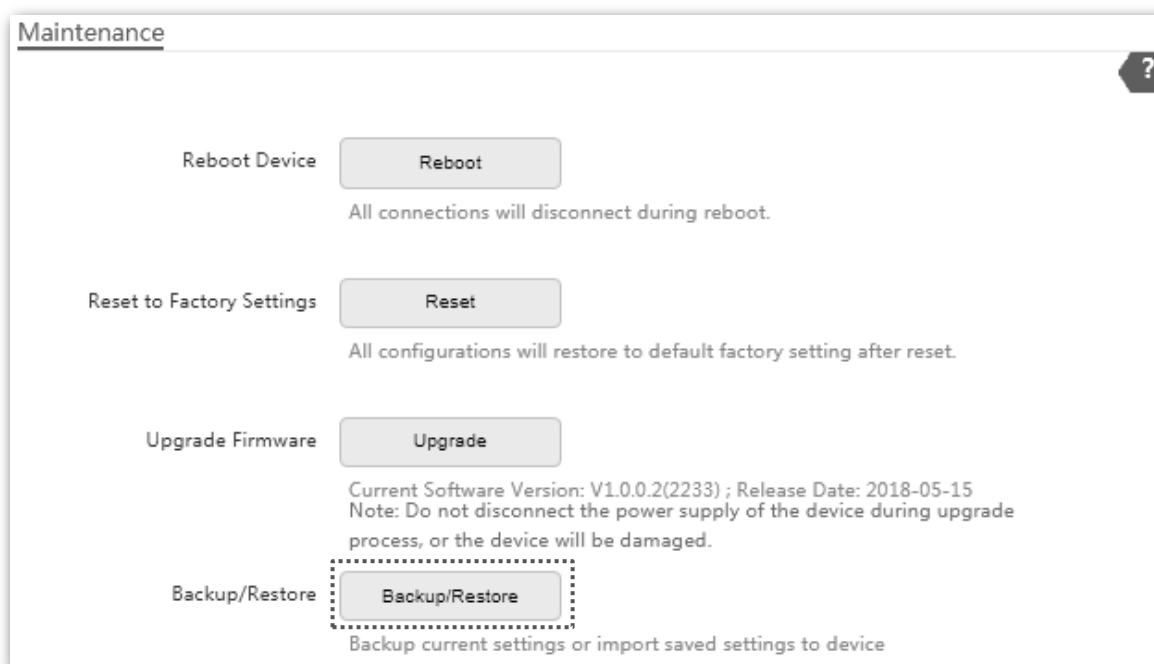 Maintenance
?
Reboot Device
Reboot
All connections will disconnect during reboot.
Reset to Factory Settings
Reset
All configurations will restore to default factory setting after reset.
Upgrade Firmware
Upgrade
Current Software Version: V1.0.0.2(2233) ; Release Date: 2018-05-15
Note: Do not disconnect the power supply of the device during upgrade
process, or the device will be damaged.
Backup/Restore
Backup/Restore
Backup current settings or import saved settings to device